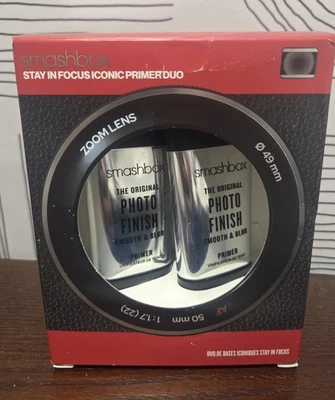 smashbox
STAY IN FOCUS ICONIC PRIMER DUO
ZOOM LENS
Ø 49 mm
smashbox
THE ORIGINAL
PHOTO
FINISH
SMOOTH & BLUR
PRIMER
smashbox
THE ORIGINAL
PHOTO
FINISH
SMOOTH & BLUR
PRIMER
AF
50 mm 1:1.7 (22)
DUO DE BASES ICONIQUES STAY IN FOCUS